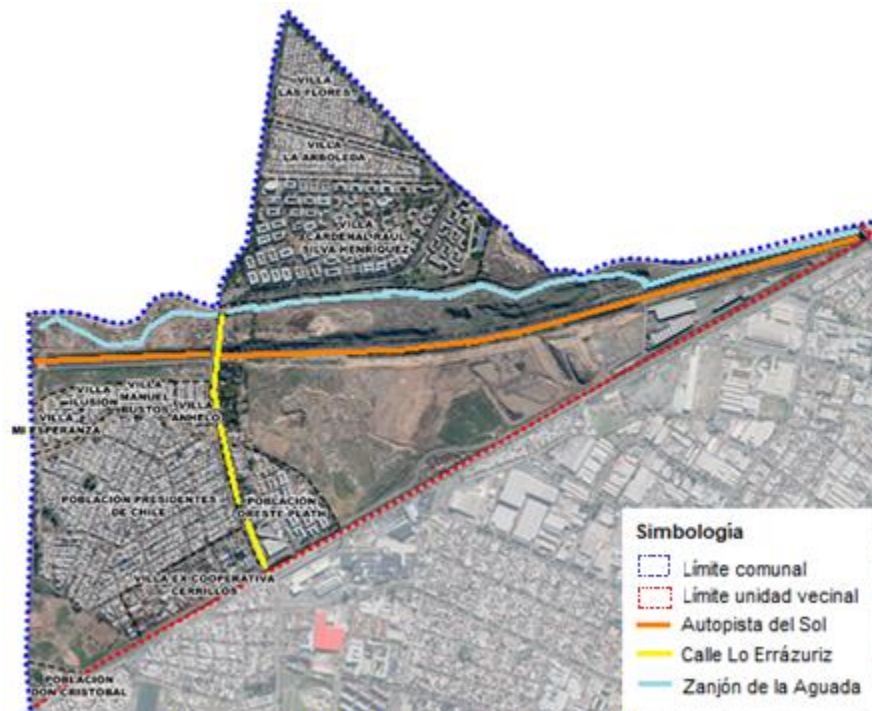 VILLA
LAS FLORES
VILLA
LA ARBOLEDA
VILLA
CARDENAL RAUL
SILVA HENRIQUEZ
VILLA
ILUSIÓN
VILLA
MANUEL
BUSTOS
VILLA
ANHELO
VILLA
MI ESPERANZA
POBLACIÓN PRESIDENTES
DE CHILE
POBLACIÓN
ORESTE PLATH
VILLA EX COOPERATIVA
CERRILLOS
POBLACIÓN
DON CRISTOBAL
Simbología
Límite comunal
Límite unidad vecinal
Autopista del Sol
Calle Lo Errázuriz
Zanjón de la Aguada